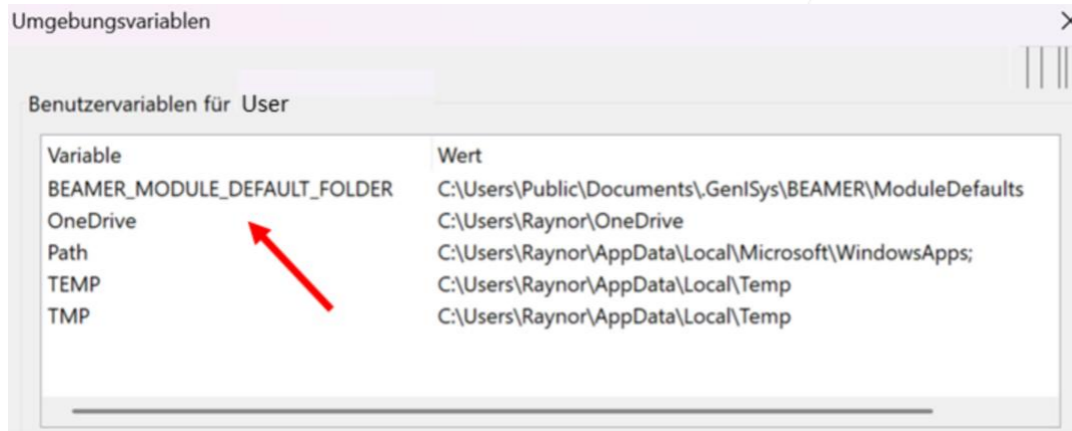 Umgebungsvariablen
Benutzervariablen für User
Variable Wert
BEAMER_MODULE_DEFAULT_FOLDER C:\Users\Public\Documents\.GenISys\BEAMER\ModuleDefaults
OneDrive C:\Users\Raynor\OneDrive
Path C:\Users\Raynor\AppData\Local\Microsoft\WindowsApps;
TEMP C:\Users\Raynor\AppData\Local\Temp
TMP C:\Users\Raynor\AppData\Local\Temp